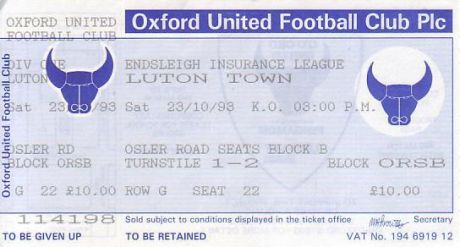 OXFORD UNITED
FOOTBALL CLUB
Oxford United Football Club Plc
Oxford United Football Club
DIV ONE
LUTON
ENDSLEIGH INSURANCE LEAGUE
LUTON TOWN
Sat 23 /93 Sat 23/10/93 K.O. 03:00 P.M.
OSLER RD
BLOCK ORSB
OSLER ROAD SEATS BLOCK B
TURNSTILE 1-2 BLOCK ORSB
G 22 £10.00 ROW G SEAT 22 £10.00
114198
Sold subject to conditions displayed in the ticket office
Secretary
TO BE GIVEN UP TO BE RETAINED VAT No. 194 6919 12